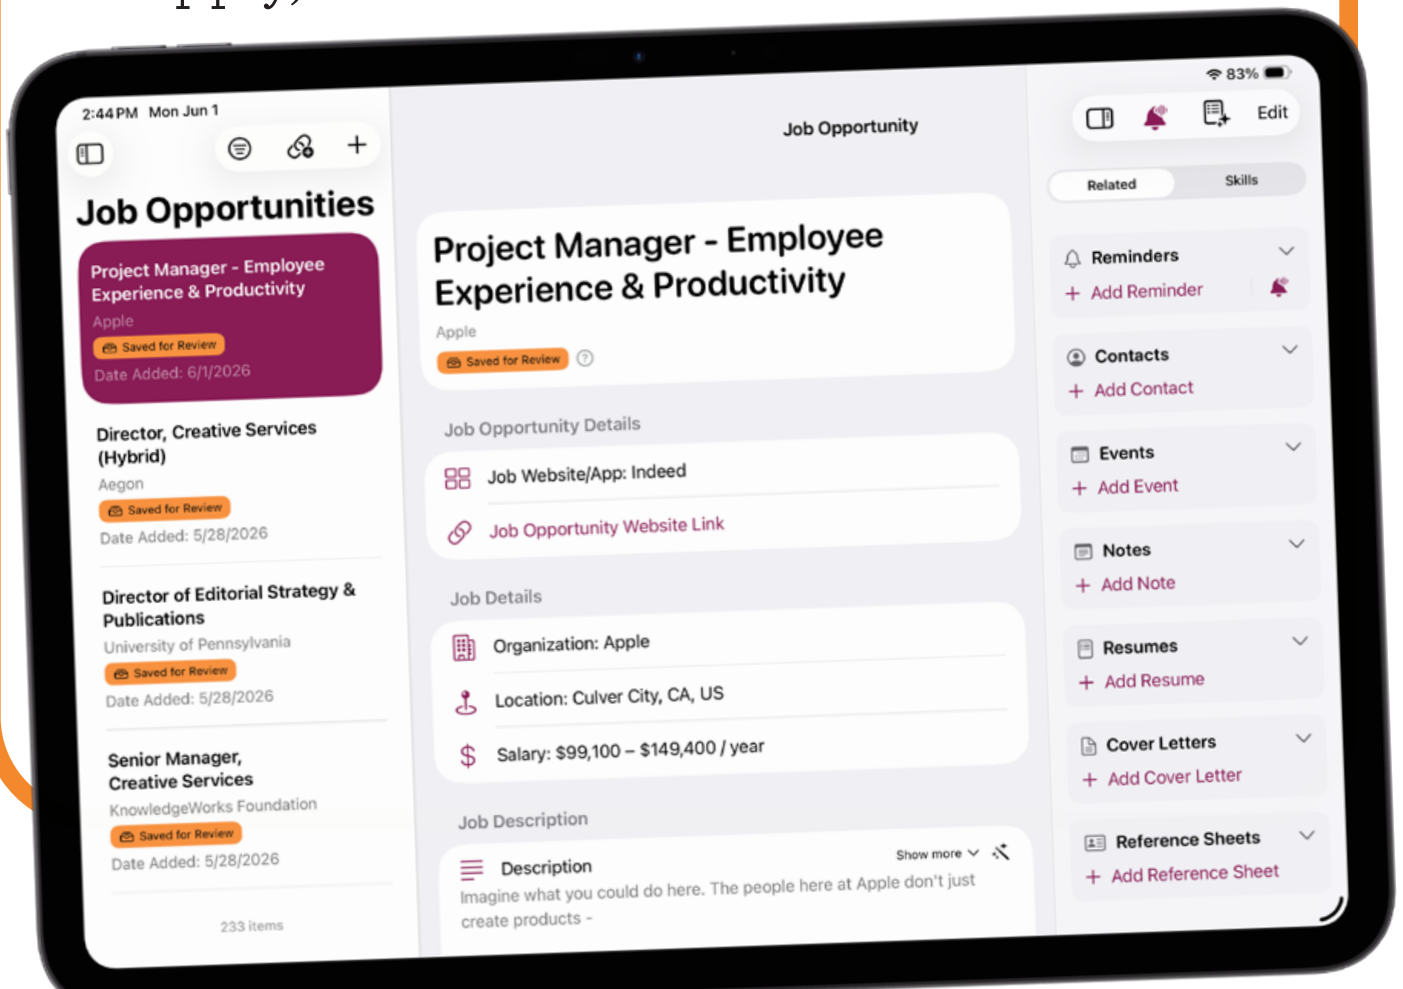 2:44 PM Mon Jun 1
83%
Job Opportunities
Project Manager - Employee
Experience & Productivity
Apple
Saved for Review
Date Added: 6/1/2026
Director, Creative Services
(Hybrid)
Aegon
Saved for Review
Date Added: 5/28/2026
Director of Editorial Strategy &
Publications
University of Pennsylvania
Saved for Review
Date Added: 5/28/2026
Senior Manager,
Creative Services
KnowledgeWorks Foundation
Saved for Review
Date Added: 5/28/2026
233 items
Job Opportunity
Project Manager - Employee
Experience & Productivity
Apple
Saved for Review
?
Job Opportunity Details
Job Website/App: Indeed
Job Opportunity Website Link
Job Details
Organization: Apple
Location: Culver City, CA, US
$ Salary: $99,100 – $149,400 / year
Job Description
Description
Show more
Imagine what you could do here. The people here at Apple don't just
create products -
Edit
Related
Skills
Reminders
+ Add Reminder
Contacts
+ Add Contact
Events
+ Add Event
Notes
+ Add Note
Resumes
+ Add Resume
Cover Letters
+ Add Cover Letter
Reference Sheets
+ Add Reference Sheet